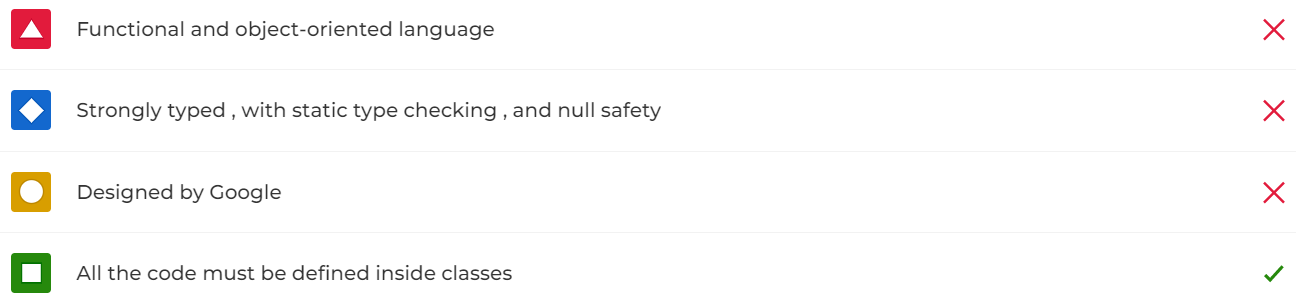 Functional and object-oriented language
Strongly typed , with static type checking , and null safety
Designed by Google
All the code must be defined inside classes